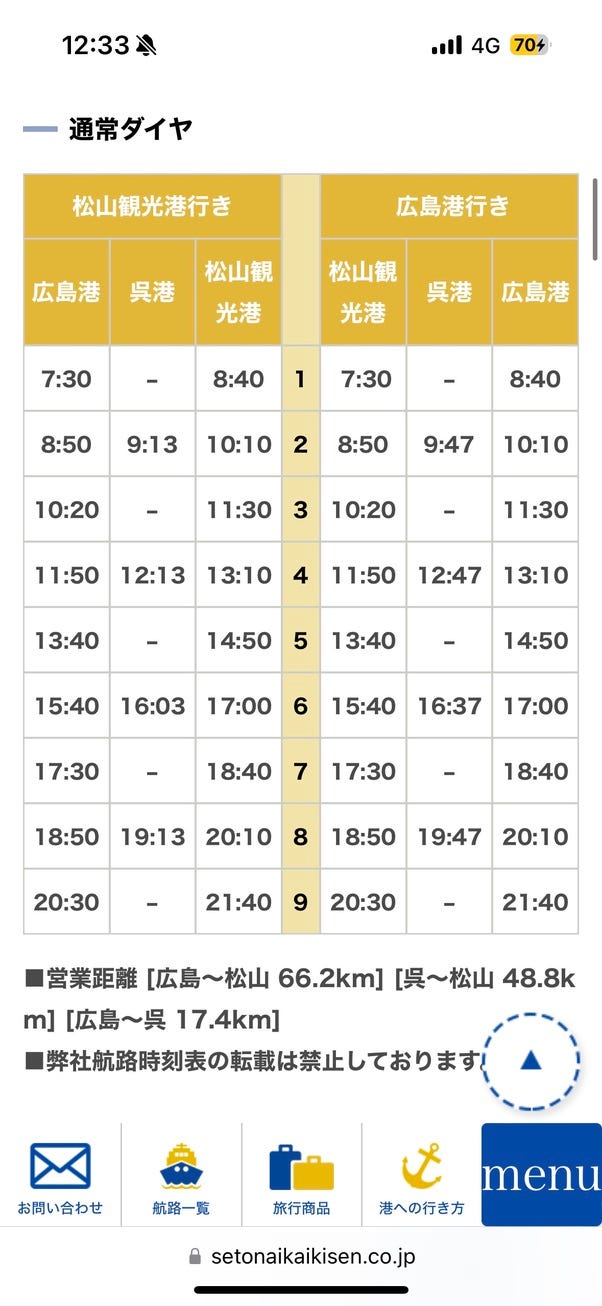 12:33 4G 70
通常ダイヤ
松山観光港行き 広島港行き
広島港 呉港 松山観光港 松山観光港 呉港 広島港
7:30 – 8:40 1 7:30 – 8:40
8:50 9:13 10:10 2 8:50 9:47 10:10
10:20 – 11:30 3 10:20 – 11:30
11:50 12:13 13:10 4 11:50 12:47 13:10
13:40 – 14:50 5 13:40 – 14:50
15:40 16:03 17:00 6 15:40 16:37 17:00
17:30 – 18:40 7 17:30 – 18:40
18:50 19:13 20:10 8 18:50 19:47 20:10
20:30 – 21:40 9 20:30 – 21:40
■営業距離 [広島〜松山 66.2km] [呉〜松山 48.8k
m] [広島〜呉 17.4km]
■弊社航路時刻表の転載は禁止しております。
お問い合わせ 航路一覧 旅行商品 港への行き方 menu
setonaikaikisen.co.jp